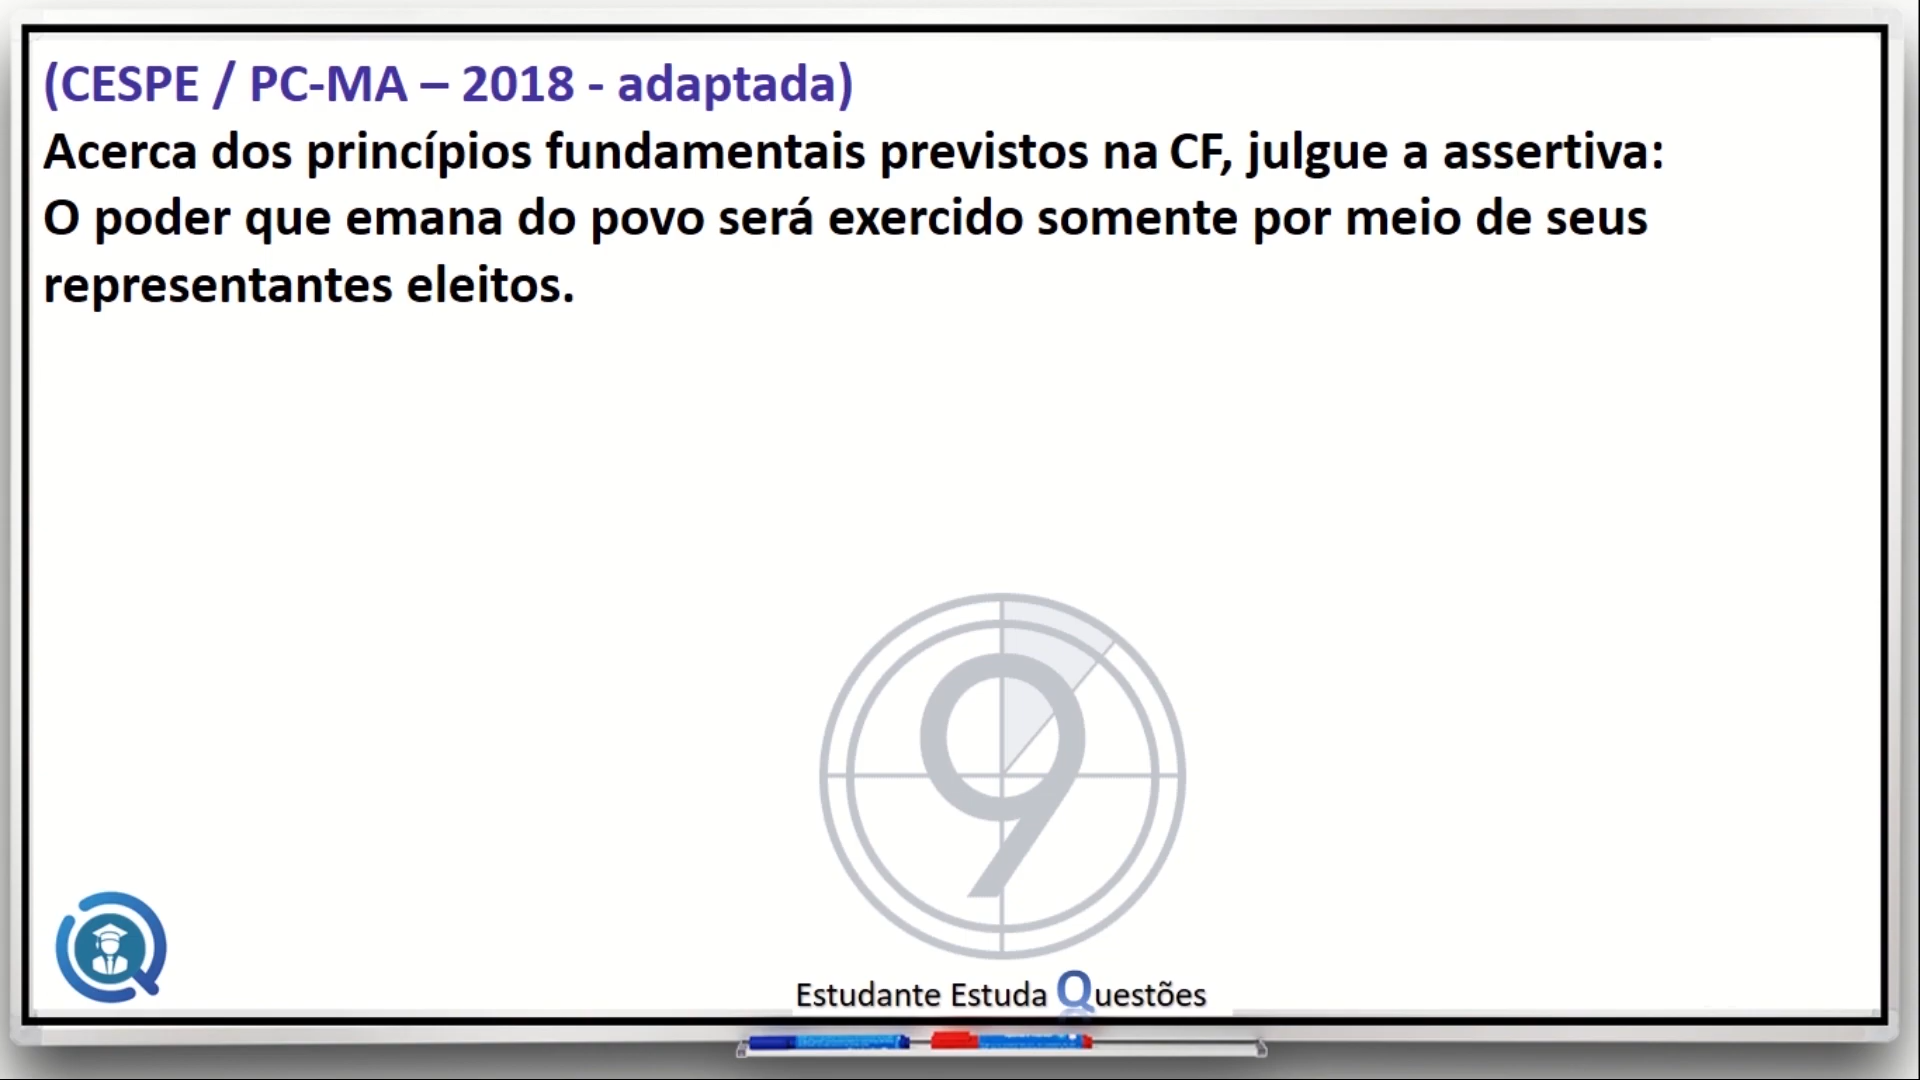 (CESPE / PC-MA – 2018 - adaptada)
Acerca dos princípios fundamentais previstos na CF, julgue a assertiva:
O poder que emana do povo será exercido somente por meio de seus
representantes eleitos.
9
Estudante Estuda Questões